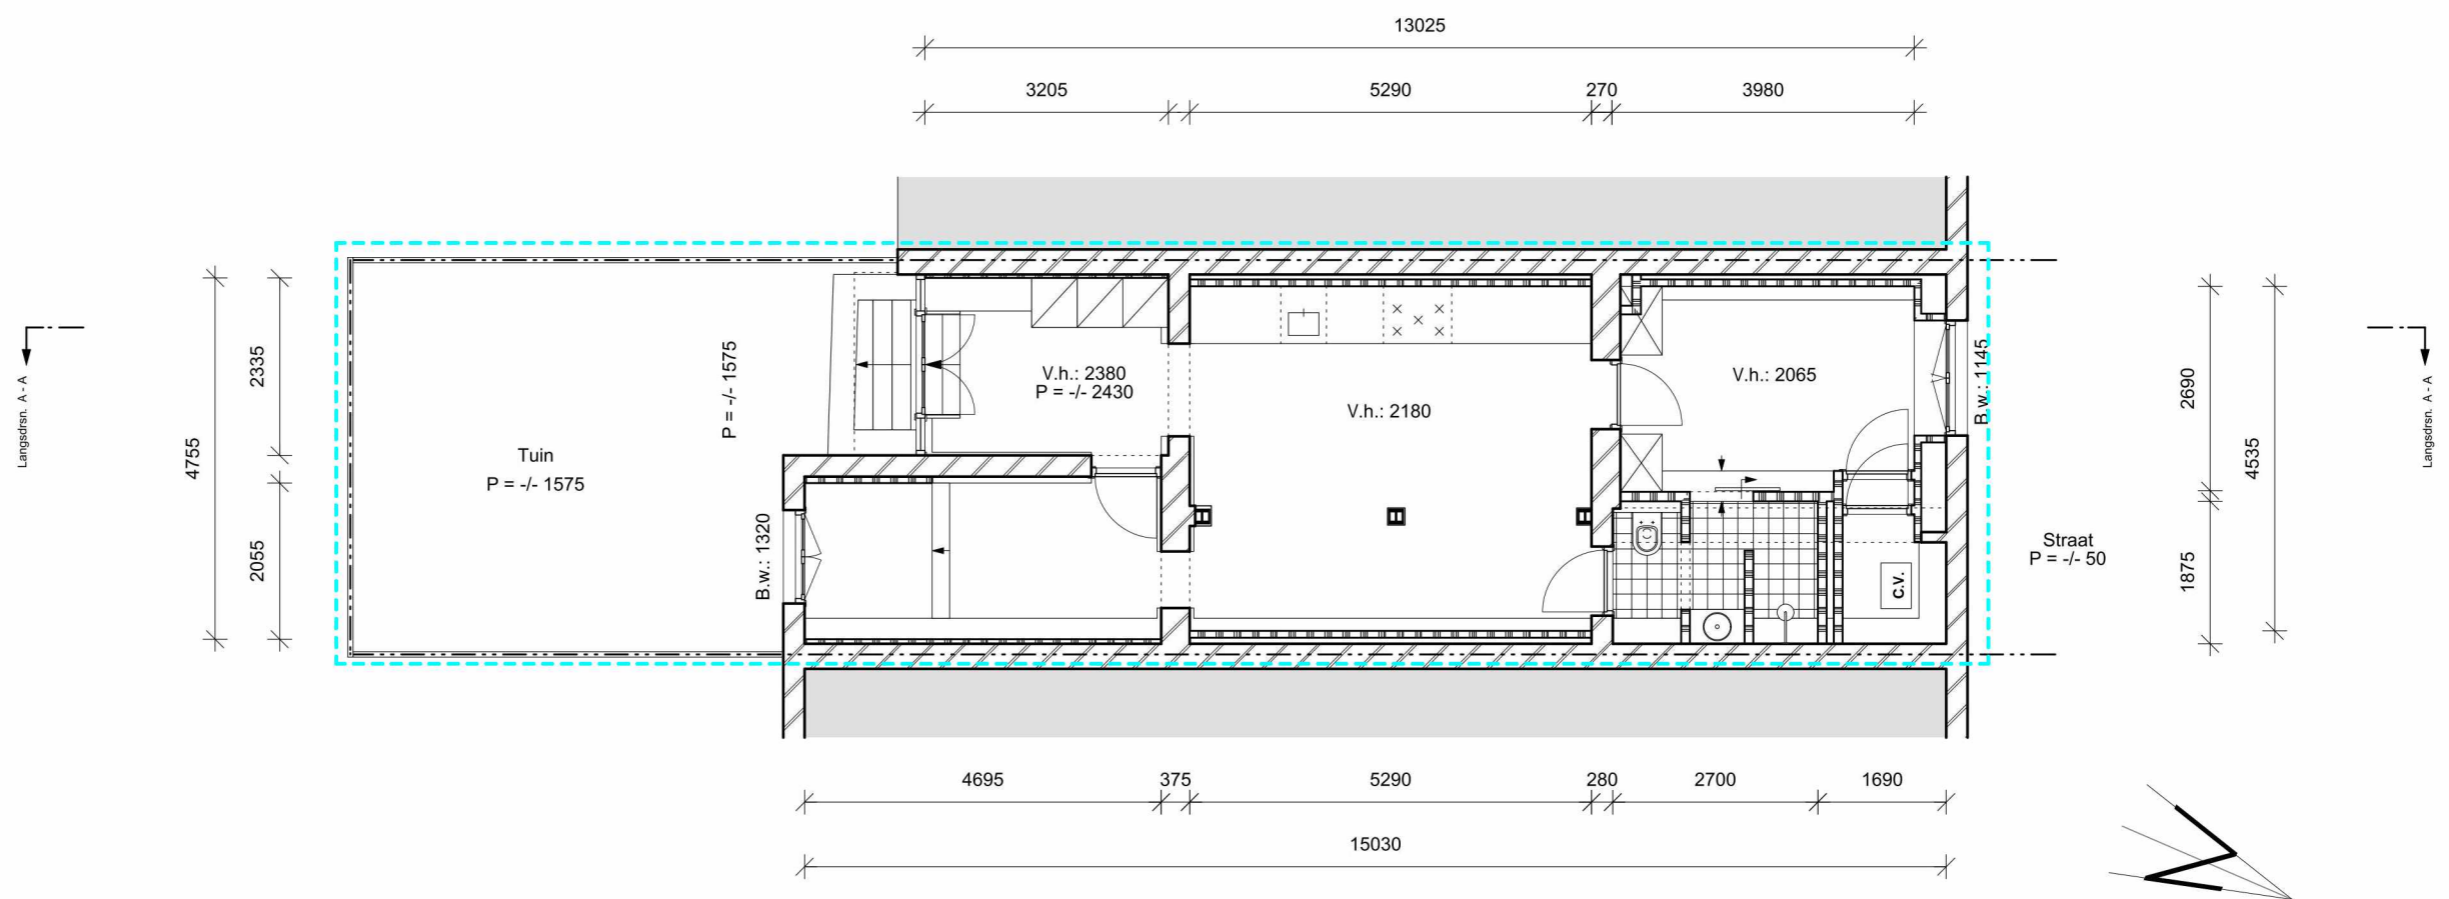 13025
3205
5290
270
3980
Langsdrsn. A - A
4755
2335
2055
Tuin
P = -/- 1575
P = -/- 1575
B.w.: 1320
V.h.: 2380
P = -/- 2430
V.h.: 2180
V.h.: 2065
B.w.: 1145
C.V.
Straat
P = -/- 50
2690
1875
4535
Langsdrsn. A - A
4695
375
5290
280
2700
1690
15030